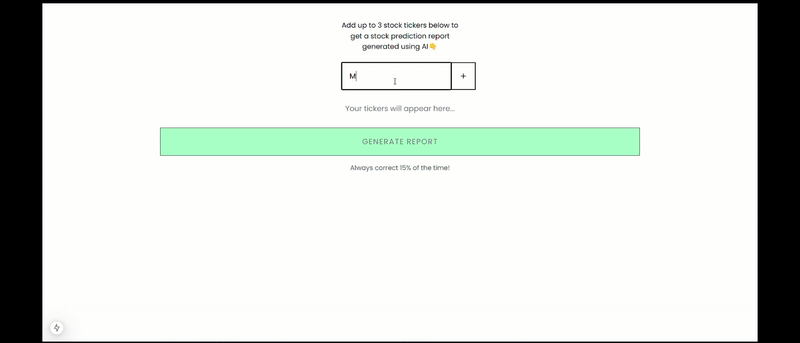 Add up to 3 stock tickers below to
get a stock prediction report
generated using AI👇
M
+
Your tickers will appear here...
GENERATE REPORT
Always correct 15% of the time!